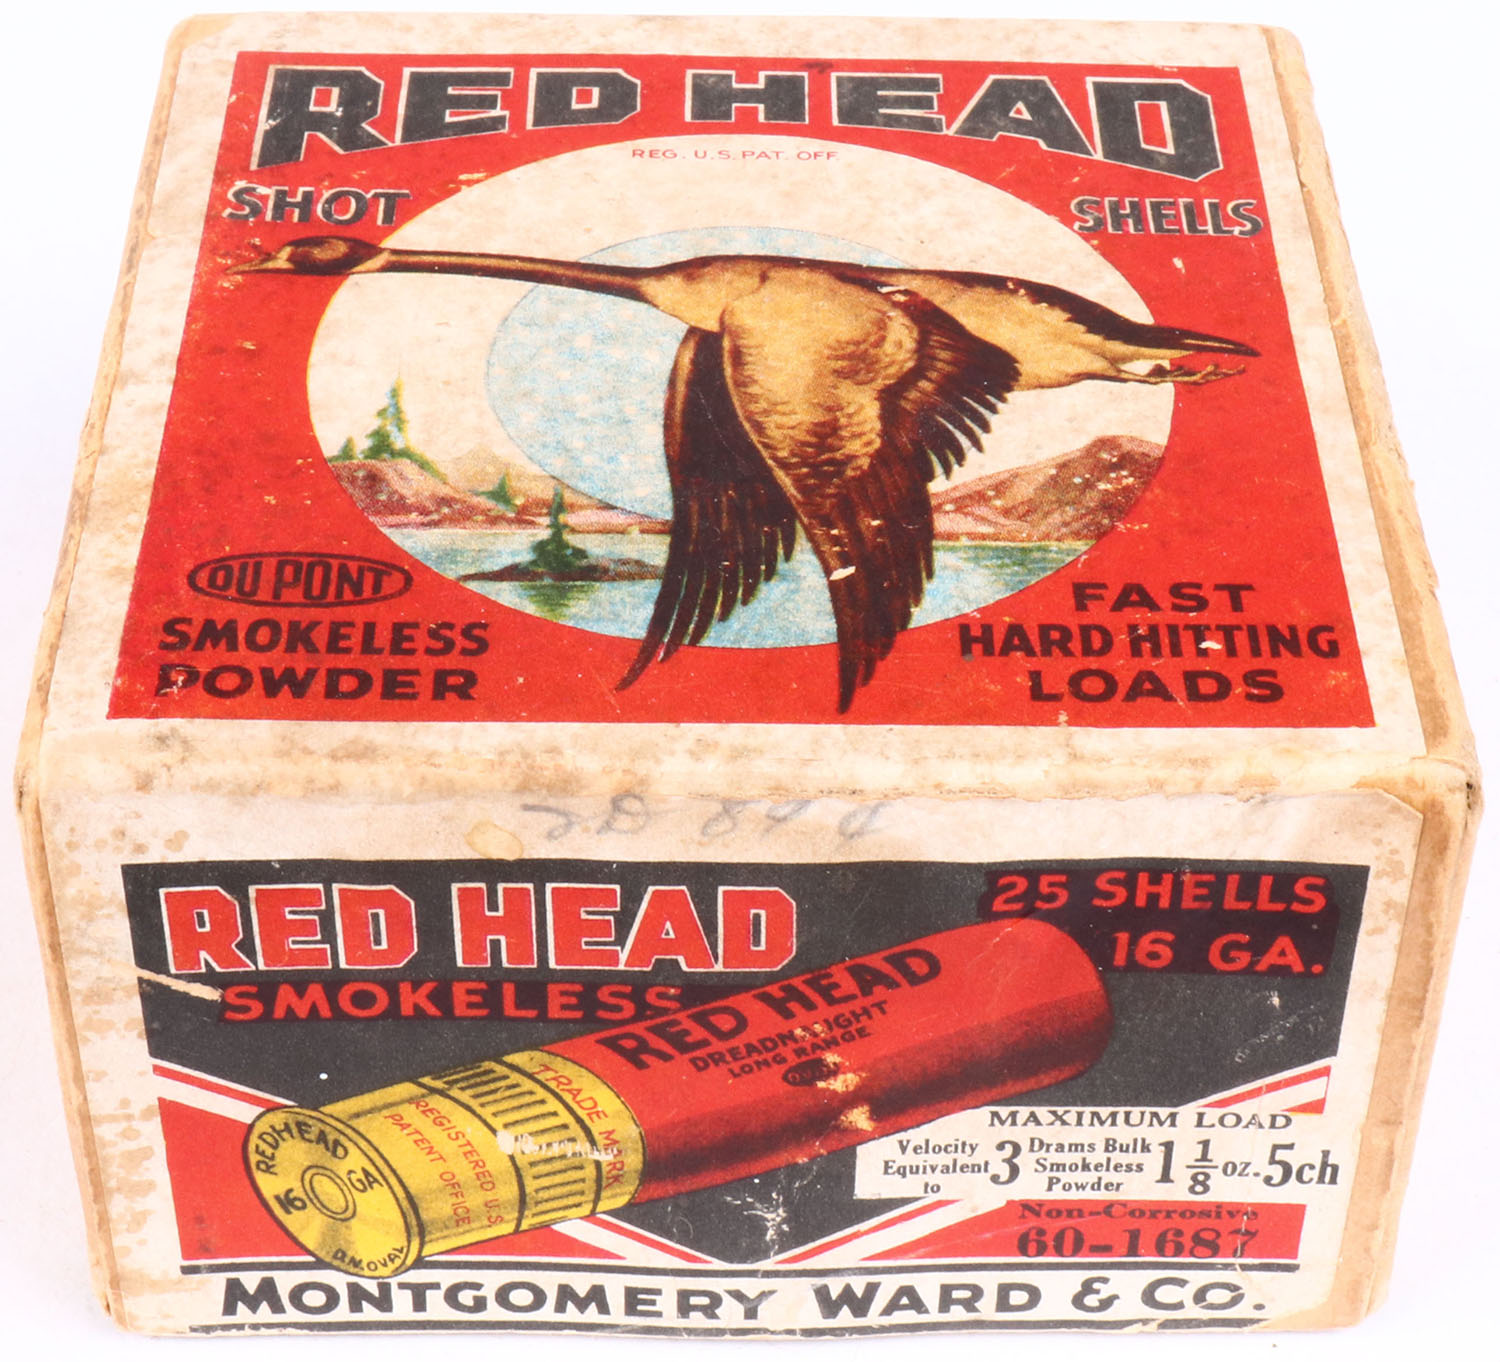 RED HEAD
REG. U.S. PAT. OFF.
SHOT SHELLS
DU PONT
SMOKELESS
POWDER
FAST
HARD HITTING
LOADS
RED HEAD
SMOKELESS
25 SHELLS
16 GA.
RED HEAD
DREADNAUGHT
LONG RANGE
TRADE MARK
REGISTERED U.S.
PATENT OFFICE
REDHEAD
16 GA
MAXIMUM LOAD
Velocity Equivalent to 3 Drams Bulk Smokeless Powder 1 1/8 oz.-5ch
Non-Corrosive
60-1687
MONTGOMERY WARD & CO.